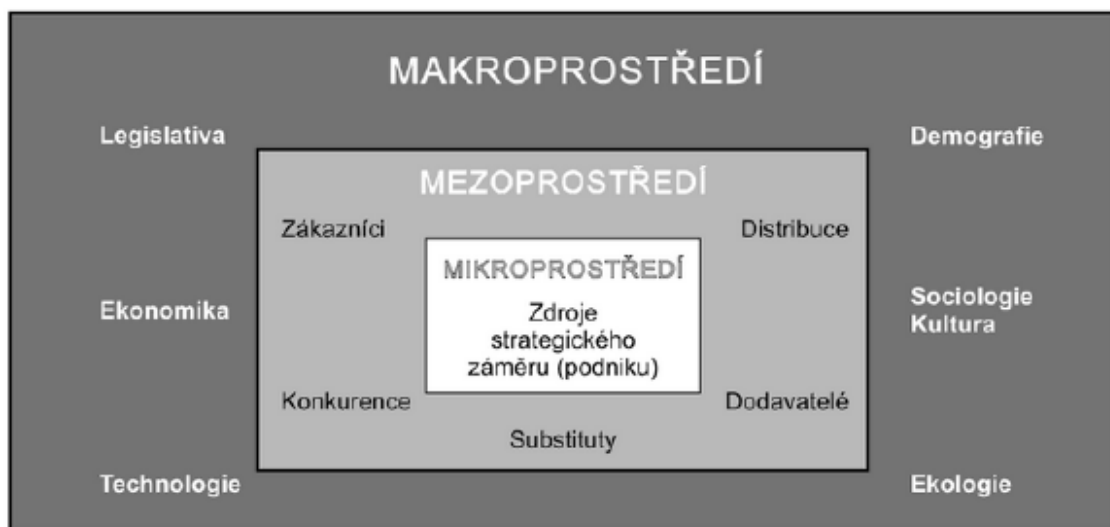 MAKROPROSTŘEDÍ
Legislativa
Demografie
MEZOPROSTŘEDÍ
Zákazníci
Distribuce
MIKROPROSTŘEDÍ
Zdroje
strategického
záměru (podniku)
Ekonomika
Sociologie
Kultura
Konkurence
Dodavatelé
Substituty
Technologie
Ekologie